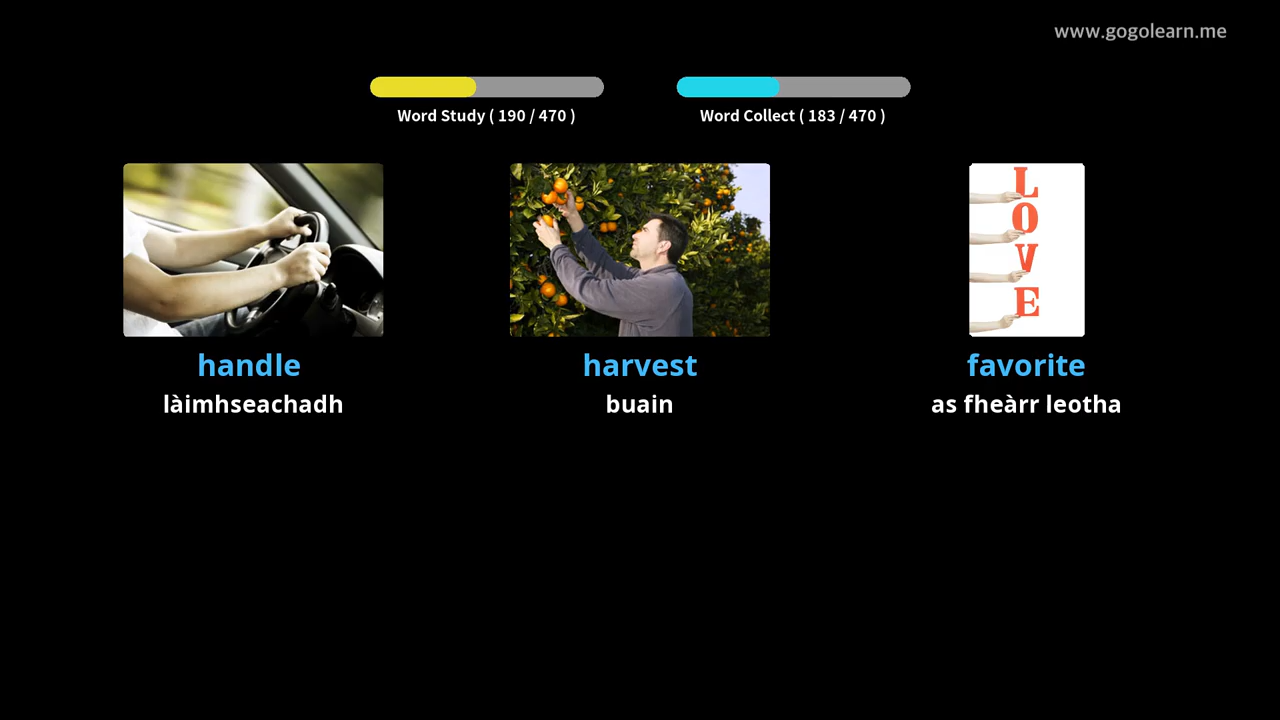 www.gogolearn.me
Word Study ( 190 / 470 )
Word Collect ( 183 / 470 )
L
O
V
E
handle
harvest
favorite
làimhseachadh
buain
as fheàrr leotha